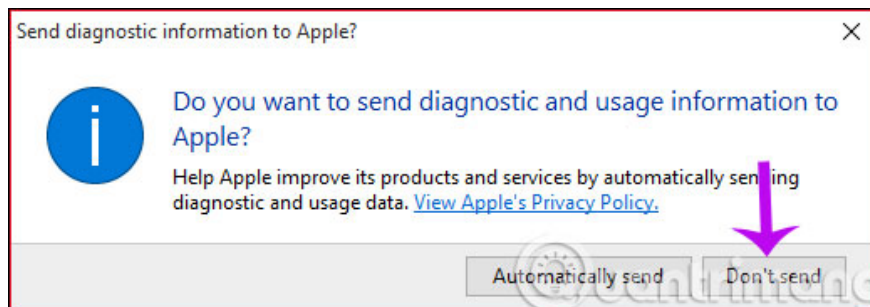 Send diagnostic information to Apple?
Do you want to send diagnostic and usage information to
Apple?
Help Apple improve its products and services by automatically sending
diagnostic and usage data. View Apple's Privacy Policy.
Automatically send
Don't send